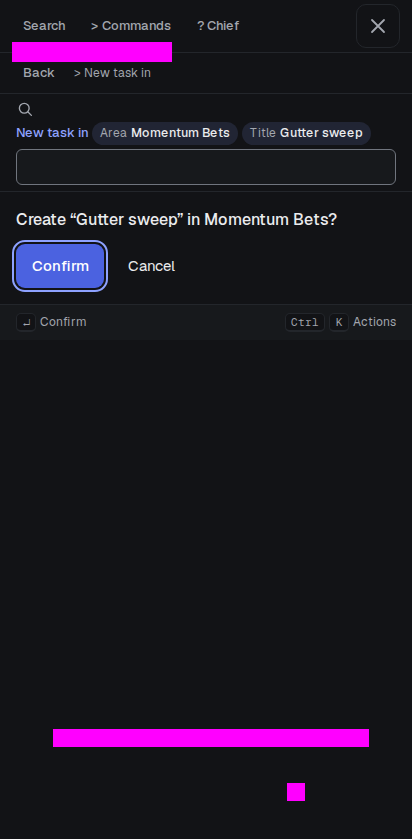 Search > Commands ? Chief
Back > New task in
New task in Area Momentum Bets Title Gutter sweep
Create “Gutter sweep” in Momentum Bets?
Confirm Cancel
↵ Confirm Ctrl K Actions